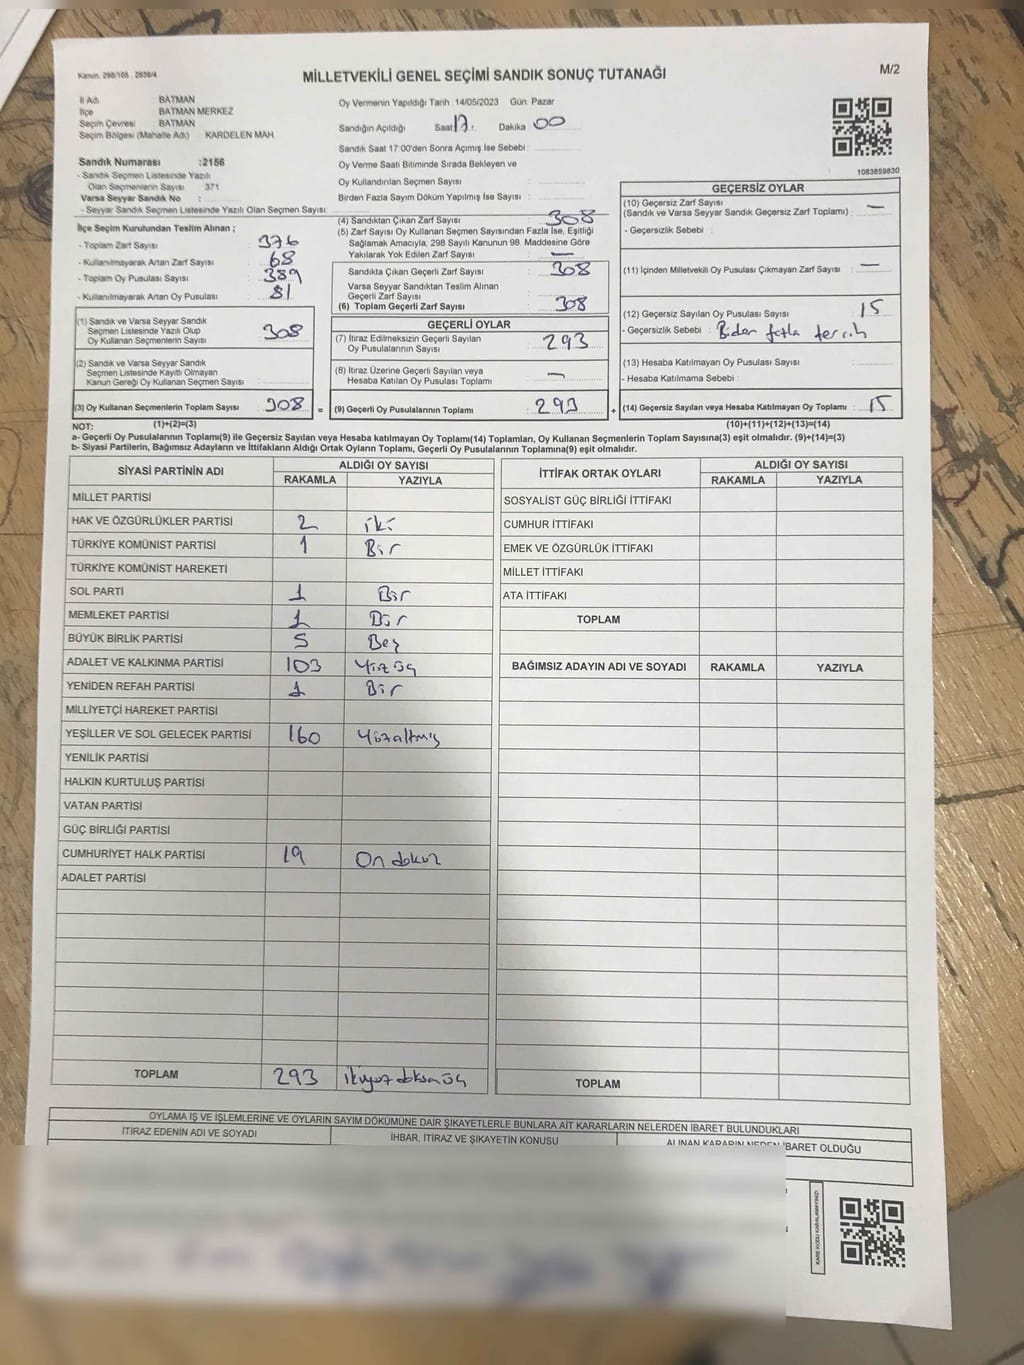 Kanun, 298/105 , 2839/4
MİLLETVEKİLİ GENEL SEÇİMİ SANDIK SONUÇ TUTANAĞI
M/2
İl Adı BATMAN
İlçe BATMAN MERKEZ
Seçim Çevresi : BATMAN
Seçim Bölgesi (Mahalle Adı) : KARDELEN MAH.
Sandık Numarası :2156
- Sandık Seçmen Listesinde Yazılı
Olan Seçmenlerin Sayısı : 371
Varsa Seyyar Sandık No :
- Seyyar Sandık Seçmen Listesinde Yazılı Olan Seçmen Sayısı:
Oy Vermenin Yapıldığı Tarih 14/05/2023 Gün: Pazar
Sandığın Açıldığı Saat 17 : Dakika 00
Sandık Saat 17:00'den Sonra Açılmış İse Sebebi :
Oy Verme Saati Bitiminde Sırada Bekleyen ve
Oy Kullandırılan Seçmen Sayısı :
Birden Fazla Sayım Döküm Yapılmış İse Sayısı :
1083859830
İlçe Seçim Kurulundan Teslim Alınan ;
- Toplam Zarf Sayısı : 376
- Kullanılmayarak Artan Zarf Sayısı : 68
- Toplam Oy Pusulası Sayısı : 389
- Kullanılmayarak Artan Oy Pusulası : 81
(1) Sandık ve Varsa Seyyar Sandık
Seçmen Listesinde Yazılı Olup
Oy Kullanan Seçmenlerin Sayısı : 308
(2) Sandık ve Varsa Seyyar Sandık
Seçmen Listesinde Kayıtlı Olmayan
Kanun Gereği Oy Kullanan Seçmen Sayısı :
(3) Oy Kullanan Seçmenlerin Toplam Sayısı : 308 =
(4) Sandıktan Çıkan Zarf Sayısı : 308
(5) Zarf Sayısı Oy Kullanan Seçmen Sayısından Fazla İse, Eşitliği
Sağlamak Amacıyla, 298 Sayılı Kanunun 98. Maddesine Göre
Yakılarak Yok Edilen Zarf Sayısı : —
Sandıkta Çıkan Geçerli Zarf Sayısı : 308
Varsa Seyyar Sandıktan Teslim Alınan
Geçerli Zarf Sayısı :
(6) Toplam Geçerli Zarf Sayısı : 308
GEÇERLİ OYLAR
(7) İtiraz Edilmeksizin Geçerli Sayılan
Oy Pusulalarının Sayısı : 293
(8) İtiraz Üzerine Geçerli Sayılan veya
Hesaba Katılan Oy Pusulası Toplamı : —
(9) Geçerli Oy Pusulalarının Toplamı : 293 +
GEÇERSİZ OYLAR
(10) Geçersiz Zarf Sayısı
(Sandık ve Varsa Seyyar Sandık Geçersiz Zarf Toplamı) : —
- Geçersizlik Sebebi :
(11) İçinden Milletvekili Oy Pusulası Çıkmayan Zarf Sayısı : —
(12) Geçersiz Sayılan Oy Pusulası Sayısı : 15
- Geçersizlik Sebebi : Birden fazla tercih
(13) Hesaba Katılmayan Oy Pusulası Sayısı :
- Hesaba Katılmama Sebebi :
(14) Geçersiz Sayılan veya Hesaba Katılmayan Oy Toplamı : 15
NOT: (1)+(2)=(3) (10)+(11)+(12)+(13)=(14)
a- Geçerli Oy Pusulalarının Toplamı(9) ile Geçersiz Sayılan veya Hesaba katılmayan Oy Toplamı(14) Toplamları, Oy Kullanan Seçmenlerin Toplam Sayısına(3) eşit olmalıdır. (9)+(14)=(3)
b- Siyasi Partilerin, Bağımsız Adayların ve İttifakların Aldığı Ortak Oyların Toplamı, Geçerli Oy Pusulalarının Toplamına(9) eşit olmalıdır.
SİYASİ PARTİNİN ADI ALDIĞI OY SAYISI
RAKAMLA YAZIYLA
MİLLET PARTİSİ
HAK VE ÖZGÜRLÜKLER PARTİSİ 2 iki
TÜRKİYE KOMÜNİST PARTİSİ 1 Bir
TÜRKİYE KOMÜNİST HAREKETİ
SOL PARTİ 1 Bir
MEMLEKET PARTİSİ 1 Bir
BÜYÜK BİRLİK PARTİSİ 5 Beş
ADALET VE KALKINMA PARTİSİ 103 Yüz üç
YENİDEN REFAH PARTİSİ 1 Bir
MİLLİYETÇİ HAREKET PARTİSİ
YEŞİLLER VE SOL GELECEK PARTİSİ 160 Yüzaltmış
YENİLİK PARTİSİ
HALKIN KURTULUŞ PARTİSİ
VATAN PARTİSİ
GÜÇ BİRLİĞİ PARTİSİ
CUMHURİYET HALK PARTİSİ 19 On dokuz
ADALET PARTİSİ
TOPLAM 293 ikiyüz doksan üç
İTTİFAK ORTAK OYLARI ALDIĞI OY SAYISI
RAKAMLA YAZIYLA
SOSYALİST GÜÇ BİRLİĞİ İTTİFAKI
CUMHUR İTTİFAKI
EMEK VE ÖZGÜRLÜK İTTİFAKI
MİLLET İTTİFAKI
ATA İTTİFAKI
TOPLAM
BAĞIMSIZ ADAYIN ADI VE SOYADI RAKAMLA YAZIYLA
TOPLAM
OYLAMA İŞ VE İŞLEMLERİNE VE OYLARIN SAYIM DÖKÜMÜNE DAİR ŞİKAYETLERLE BUNLARA AİT KARARLARIN NELERDEN İBARET BULUNDUKLARI
İTİRAZ EDENİN ADI VE SOYADI İHBAR, İTİRAZ VE ŞİKAYETİN KONUSU ALINAN KARARIN NEDEN İBARET OLDUĞU
KARE KODU KARALAMAYINIZ!